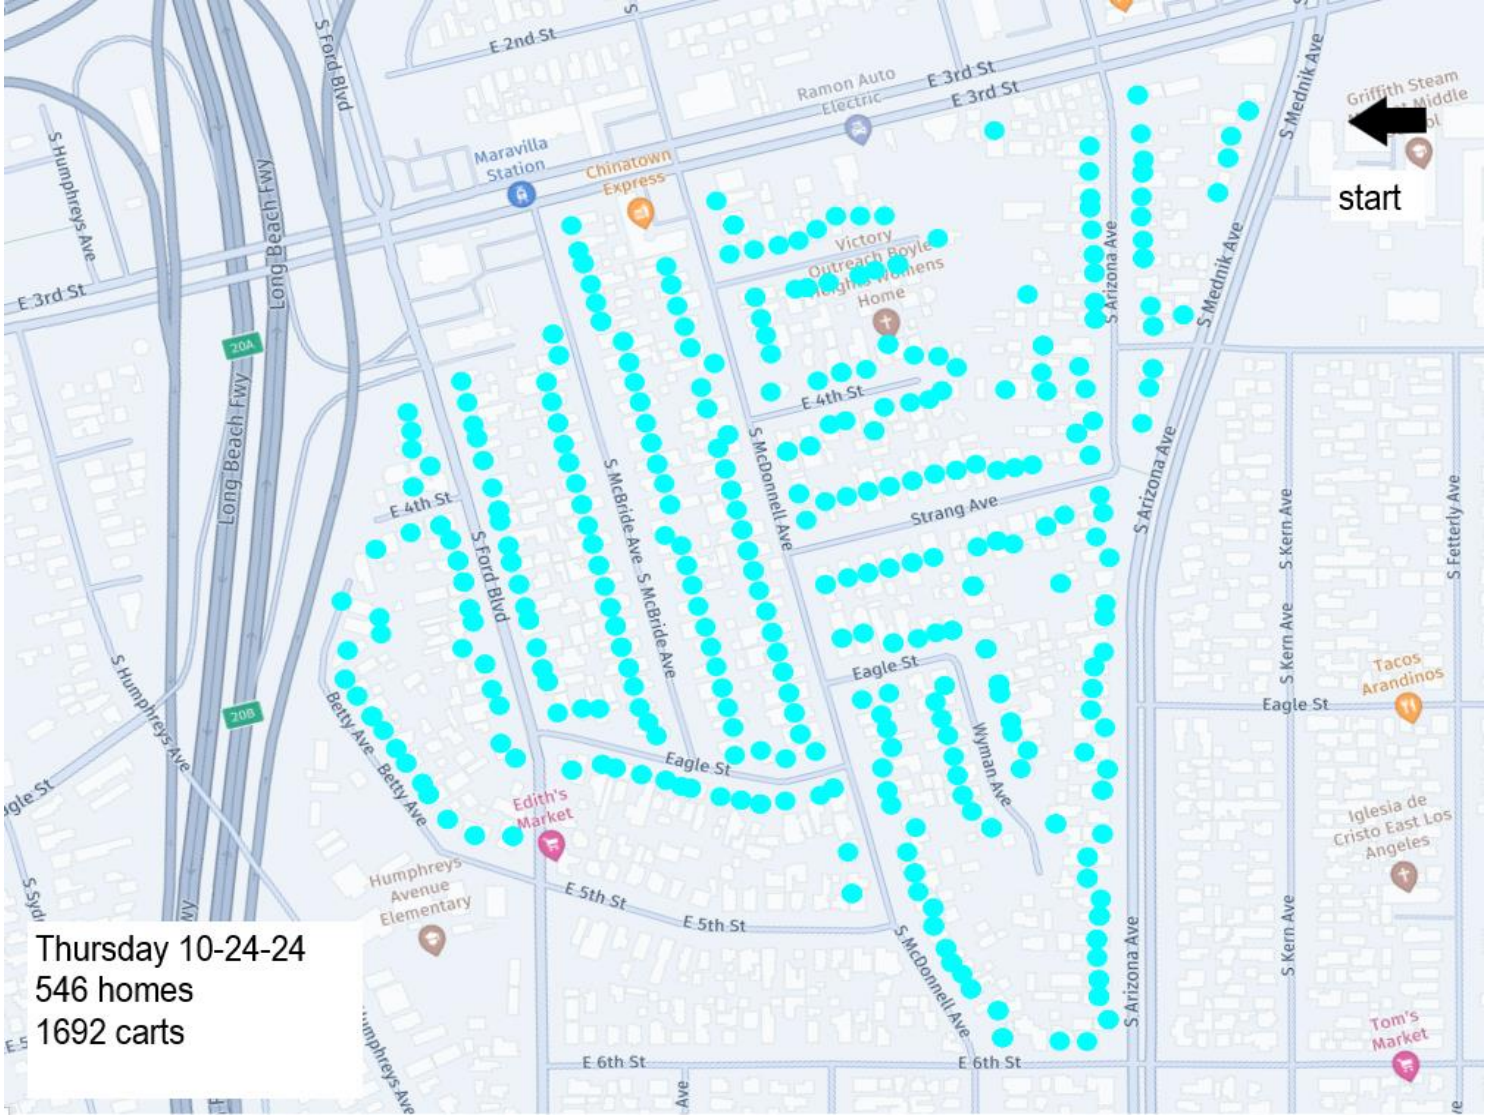 S Ford Blvd
E 2nd St
S
S Mednik Ave
Griffith Steam
Middle
start
E 3rd St
E 3rd St
Ramon Auto
Electric
Maravilla
Station
Chinatown
Express
S Humphreys Ave
Long Beach Fwy
E 3rd St
Victory
Outreach Boyle
Heights Womens
Home
S Arizona Ave
S Mednik Ave
20A
Long Beach Fwy
E 4th St
S McDonnell Ave
S McBride Ave
S Arizona Ave
S Kern Ave
S Fetterly Ave
E 4th St
Strang Ave
S Ford Blvd
S McBride Ave
S Kern Ave
S Humphreys Ave
Eagle St
Tacos
Arandinos
Eagle St
20B
Betty Ave
Betty Ave
Wyman Ave
Eagle St
Edith's
Market
Iglesia de
Cristo East Los
Angeles
Humphreys
Avenue
Elementary
E 5th St
E 5th St
S McDonnell Ave
S Arizona Ave
S Kern Ave
Thursday 10-24-24
546 homes
1692 carts
Tom's
Market
E 6th St
E 6th St
Ave